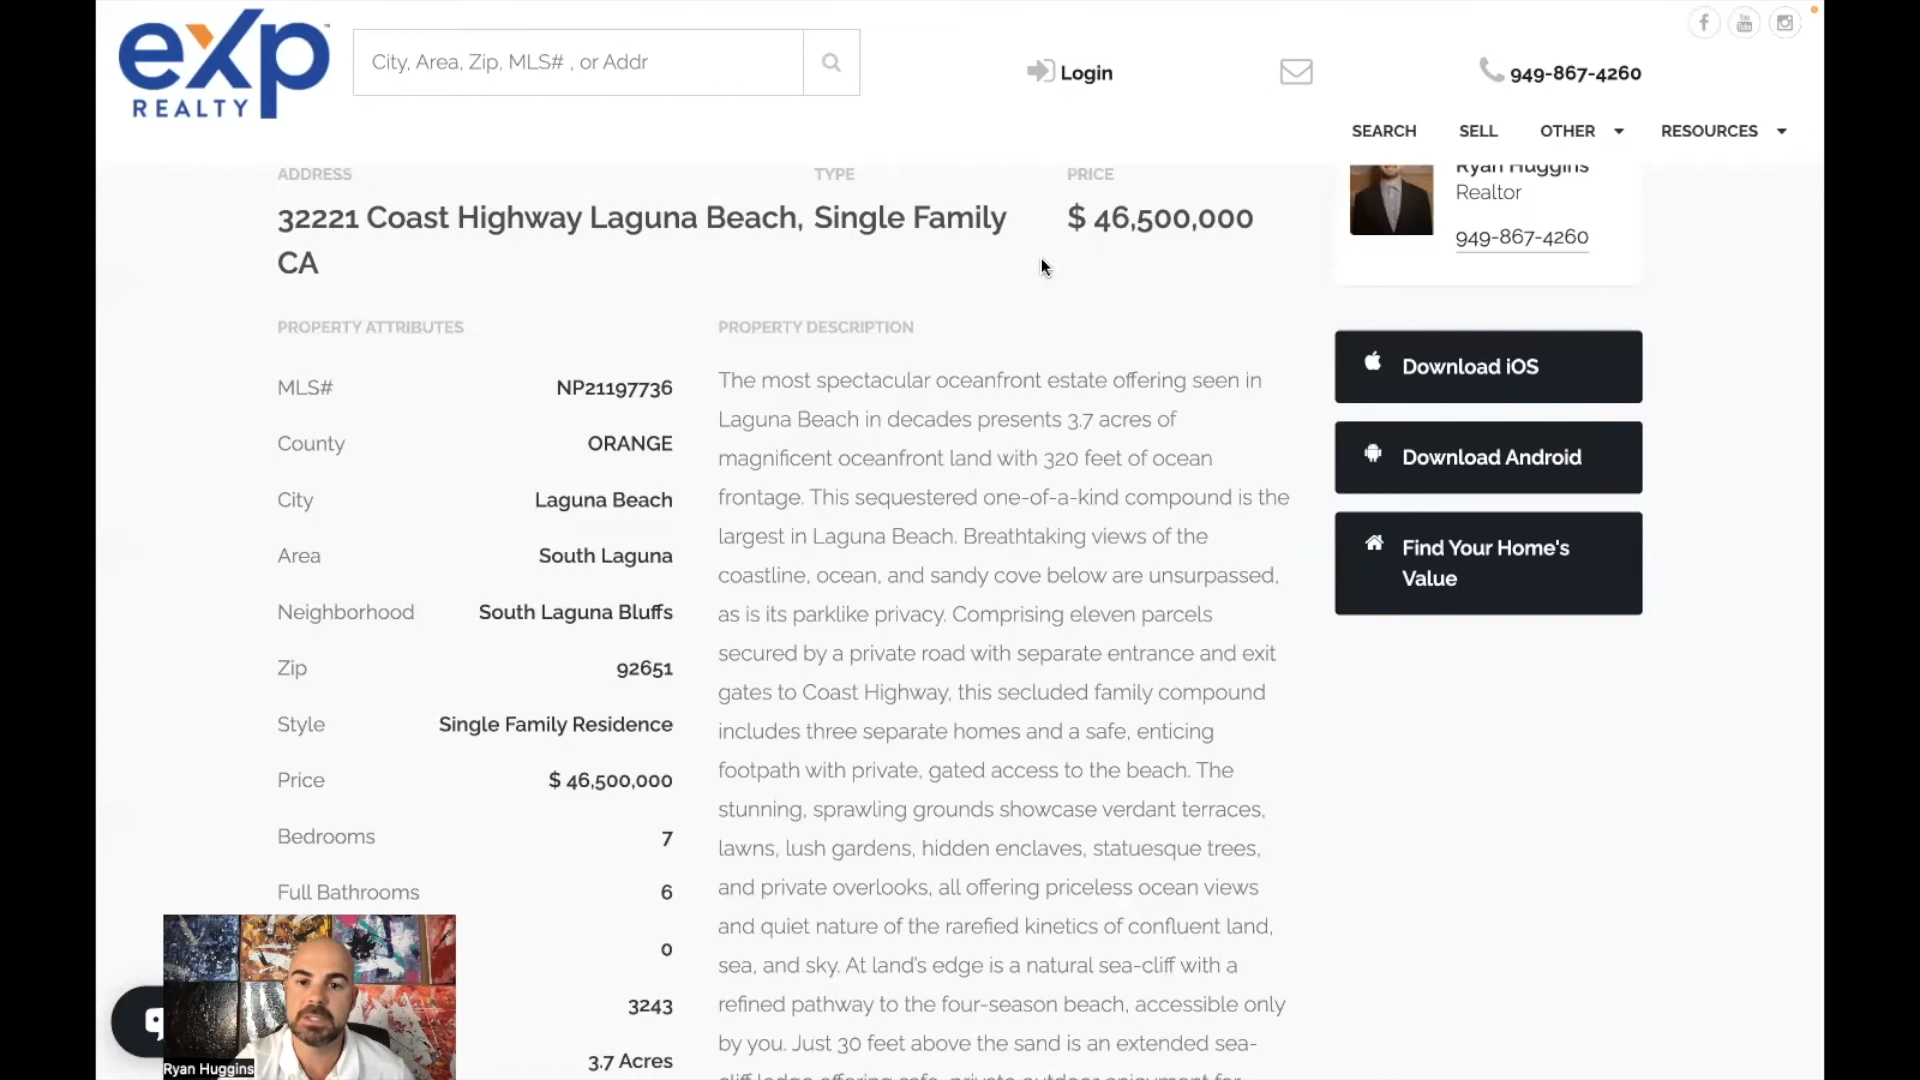 eXp
REALTY
City, Area, Zip, MLS# , or Addr
Login
949-867-4260
SEARCH SELL OTHER RESOURCES
ADDRESS TYPE PRICE
32221 Coast Highway Laguna Beach, CA
Single Family
$ 46,500,000
Ryan Huggins
Realtor
949-867-4260
PROPERTY ATTRIBUTES
MLS# NP21197736
County ORANGE
City Laguna Beach
Area South Laguna
Neighborhood South Laguna Bluffs
Zip 92651
Style Single Family Residence
Price $ 46,500,000
Bedrooms 7
Full Bathrooms 6
0
3243
3.7 Acres
PROPERTY DESCRIPTION
The most spectacular oceanfront estate offering seen in
Laguna Beach in decades presents 3.7 acres of
magnificent oceanfront land with 320 feet of ocean
frontage. This sequestered one-of-a-kind compound is the
largest in Laguna Beach. Breathtaking views of the
coastline, ocean, and sandy cove below are unsurpassed,
as is its parklike privacy. Comprising eleven parcels
secured by a private road with separate entrance and exit
gates to Coast Highway, this secluded family compound
includes three separate homes and a safe, enticing
footpath with private, gated access to the beach. The
stunning, sprawling grounds showcase verdant terraces,
lawns, lush gardens, hidden enclaves, statuesque trees,
and private overlooks, all offering priceless ocean views
and quiet nature of the rarefied kinetics of confluent land,
sea, and sky. At land's edge is a natural sea-cliff with a
refined pathway to the four-season beach, accessible only
by you. Just 30 feet above the sand is an extended sea-
cliff ledge offering safe, private outdoor enjoyment for
Download iOS
Download Android
Find Your Home's
Value
Ryan Huggins